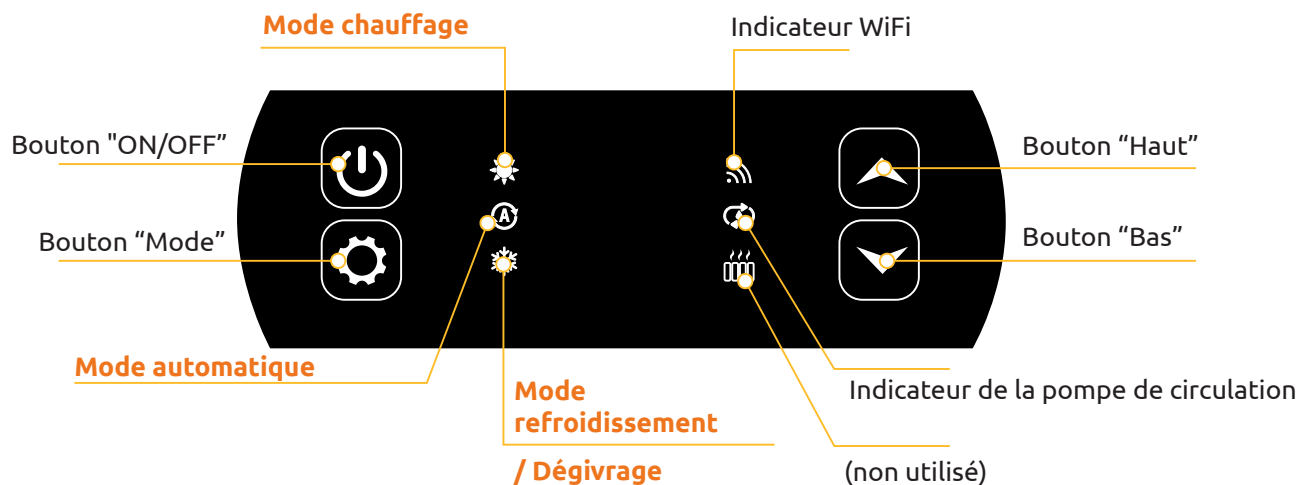 Mode chauffage
Indicateur WiFi
Bouton "ON/OFF”
Bouton “Haut”
A
Bouton “Mode”
Bouton “Bas”
Mode automatique
Mode
refroidissement
/ Dégivrage
Indicateur de la pompe de circulation
(non utilisé)